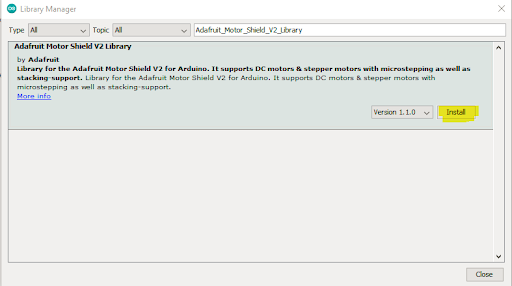 Library Manager
Type All Topic All Adafruit_Motor_Shield_V2_Library
Adafruit Motor Shield V2 Library
by Adafruit
Library for the Adafruit Motor Shield V2 for Arduino. It supports DC motors & stepper motors with microstepping as well as
stacking-support. Library for the Adafruit Motor Shield V2 for Arduino. It supports DC motors & stepper motors with
microstepping as well as stacking-support.
More info
Version 1.1.0 Install
Close